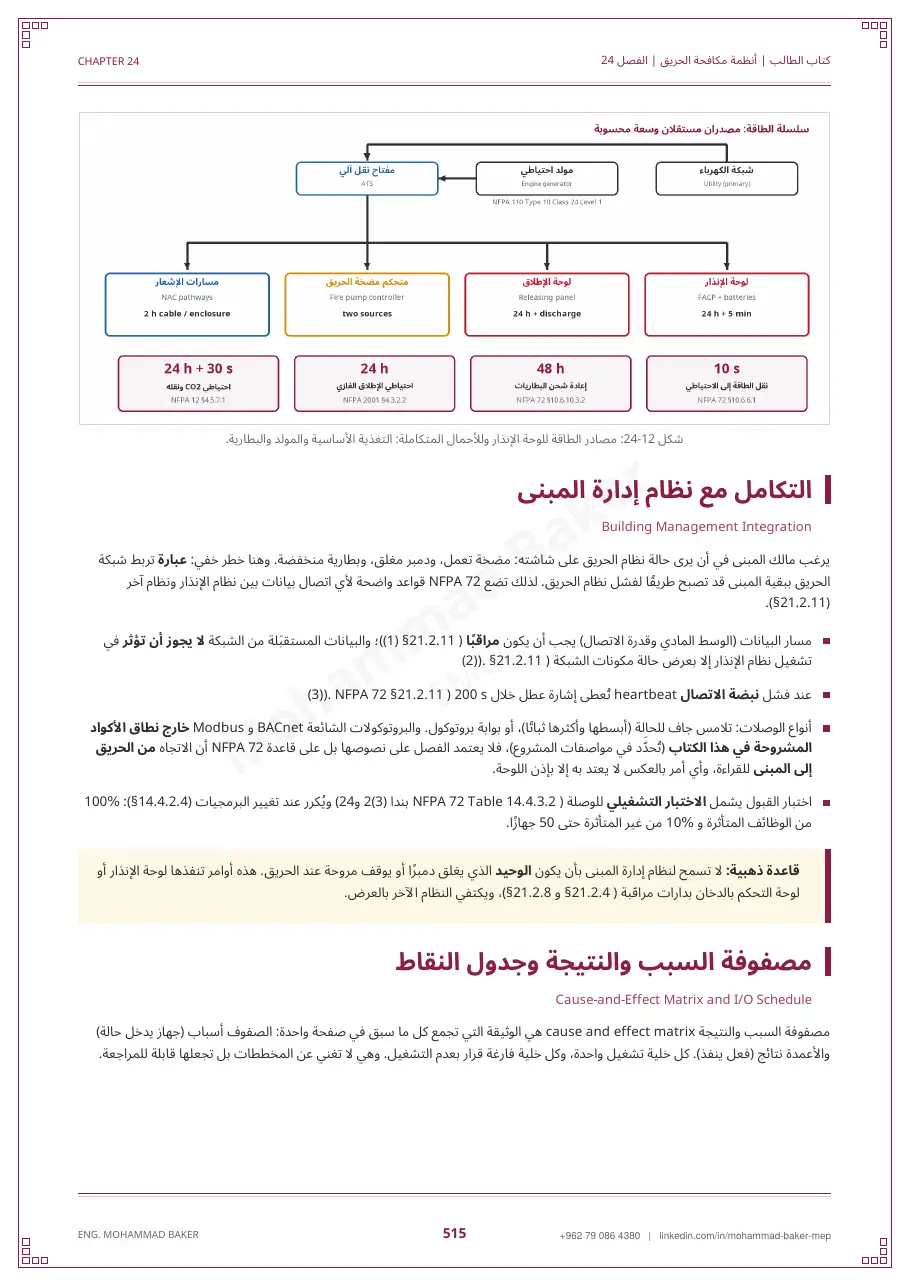 كتاب الطالب | أنظمة مكافحة الحريق | الفصل 24
CHAPTER 24
سلسلة الطاقة: مصدران مستقلان وسعة محسوبة
شبكة الكهرباء
Utility (primary)
مولد احتياطي
Engine generator
NFPA 110 Type 10 Class 24 Level 1
مفتاح نقل آلي
ATS
لوحة الإنذار
FACP + batteries
24 h + 5 min
لوحة الإطلاق
Releasing panel
24 h + discharge
متحكم مضخة الحريق
Fire pump controller
two sources
مسارات الإشعار
NAC pathways
2 h cable / enclosure
10 s
نقل الطاقة إلى الاحتياطي
NFPA 72 §10.6.6.1
48 h
إعادة شحن البطاريات
NFPA 72 §10.6.10.3.2
24 h
احتياطي الإطلاق الغازي
NFPA 2001 §4.3.2.2
24 h + 30 s
احتياطي CO2 ونقله
NFPA 12 §4.5.7.1
شكل 12-24: مصادر الطاقة للوحة الإنذار وللأحمال المتكاملة: التغذية الأساسية والمولد والبطارية.
التكامل مع نظام إدارة المبنى
Building Management Integration
يرغب مالك المبنى في أن يرى حالة نظام الحريق على شاشته: مضخة تعمل، ودمبر مغلق، وبطارية منخفضة. وهنا خطر خفي: عبارة تربط شبكة
الحريق ببقية المبنى قد تصبح طريقًا لفشل نظام الحريق. لذلك تضع NFPA 72 قواعد واضحة لأي اتصال بيانات بين نظام الإنذار ونظام آخر
(§21.2.11).
مسار البيانات (الوسط المادي وقدرة الاتصال) يجب أن يكون مراقبًا ( §21.2.11 (1))؛ والبيانات المستقبَلة من الشبكة لا يجوز أن تؤثر في
تشغيل نظام الإنذار إلا بعرض حالة مكونات الشبكة ( §21.2.11 (2)).
عند فشل نبضة الاتصال heartbeat تُعطى إشارة عطل خلال 200 s ( NFPA 72 §21.2.11 (3)).
أنواع الوصلات: تلامس جاف للحالة (أبسطها وأكثرها ثباتًا)، أو بوابة بروتوكول. والبروتوكولات الشائعة BACnet و Modbus خارج نطاق الأكواد
المشروحة في هذا الكتاب (تُحدَّد في مواصفات المشروع)، فلا يعتمد الفصل على نصوصها بل على قاعدة NFPA 72 أن الاتجاه من الحريق
إلى المبنى للقراءة، وأي أمر بالعكس لا يعتد به إلا بإذن اللوحة.
اختبار القبول يشمل الاختبار التشغيلي للوصلة ( NFPA 72 Table 14.4.3.2 بندا 2(3) و24) ويُكرر عند تغيير البرمجيات (§14.4.2.4): 100%
من الوظائف المتأثرة و 10% من غير المتأثرة حتى 50 جهازًا.
قاعدة ذهبية: لا تسمح لنظام إدارة المبنى بأن يكون الوحيد الذي يغلق دمبرًا أو يوقف مروحة عند الحريق. هذه أوامر تنفذها لوحة الإنذار أو
لوحة التحكم بالدخان بدارات مراقبة ( §21.2.4 و §21.2.8)، ويكتفي النظام الآخر بالعرض.
مصفوفة السبب والنتيجة وجدول النقاط
Cause-and-Effect Matrix and I/O Schedule
مصفوفة السبب والنتيجة cause and effect matrix هي الوثيقة التي تجمع كل ما سبق في صفحة واحدة: الصفوف أسباب (جهاز يدخل حالة)
والأعمدة نتائج (فعل ينفذ). كل خلية تشغيل واحدة، وكل خلية فارغة قرار بعدم التشغيل. وهي لا تغني عن المخططات بل تجعلها قابلة للمراجعة.
ENG. MOHAMMAD BAKER
515
+962 79 086 4380 | linkedin.com/in/mohammad-baker-mep